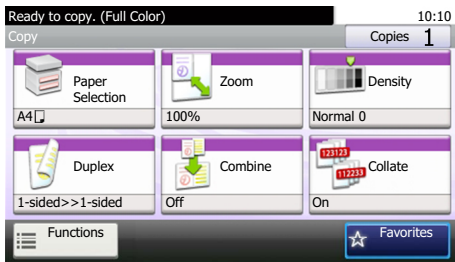 Ready to copy. (Full Color)
10:10
Copy
Copies 1
Paper
Selection
A4
Zoom
100%
Density
Normal 0
Duplex
1-sided>>1-sided
Combine
Off
123123
112233
Collate
On
Functions
Favorites